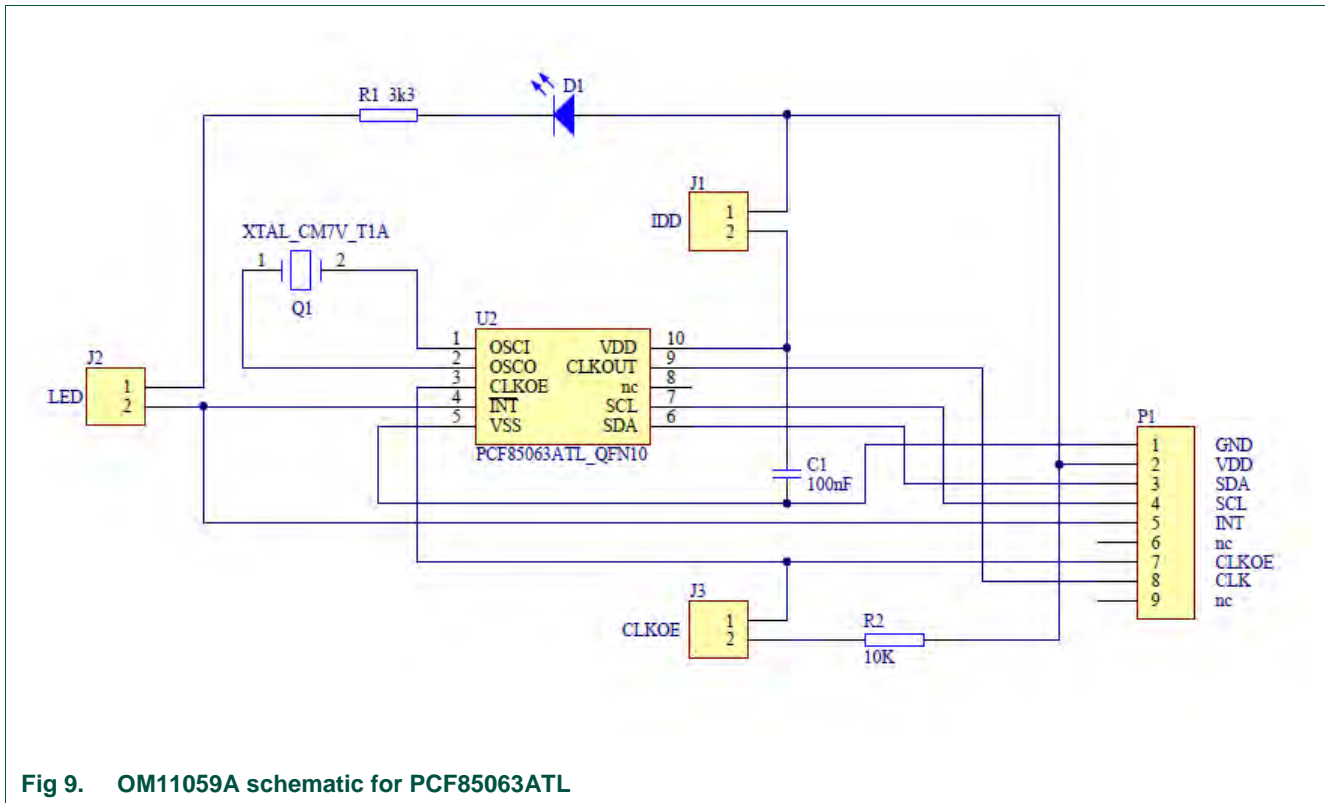 R1 3k3
D1
J1
IDD
1
2
XTAL_CM7V_T1A
1
2
Q1
J2
LED
1
2
U2
1 OSCI
2 OSCO
3 CLKOE
4 INT
5 VSS
VDD 10
CLKOUT 9
nc 8
SCL 7
SDA 6
PCF85063ATL_QFN10
C1
100nF
P1
1 GND
2 VDD
3 SDA
4 SCL
5 INT
6 nc
7 CLKOE
8 CLK
9 nc
J3
CLKOE
1
2
R2
10K
Fig 9. OM11059A schematic for PCF85063ATL